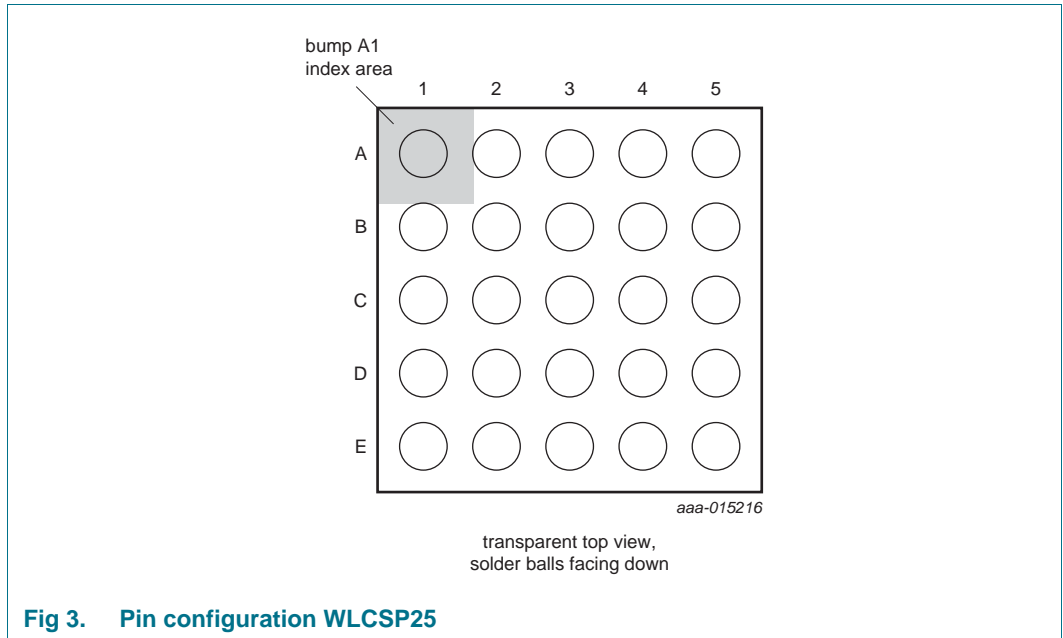 bump A1
index area
1 2 3 4 5
A
B
C
D
E
aaa-015216
transparent top view,
solder balls facing down
Fig 3. Pin configuration WLCSP25